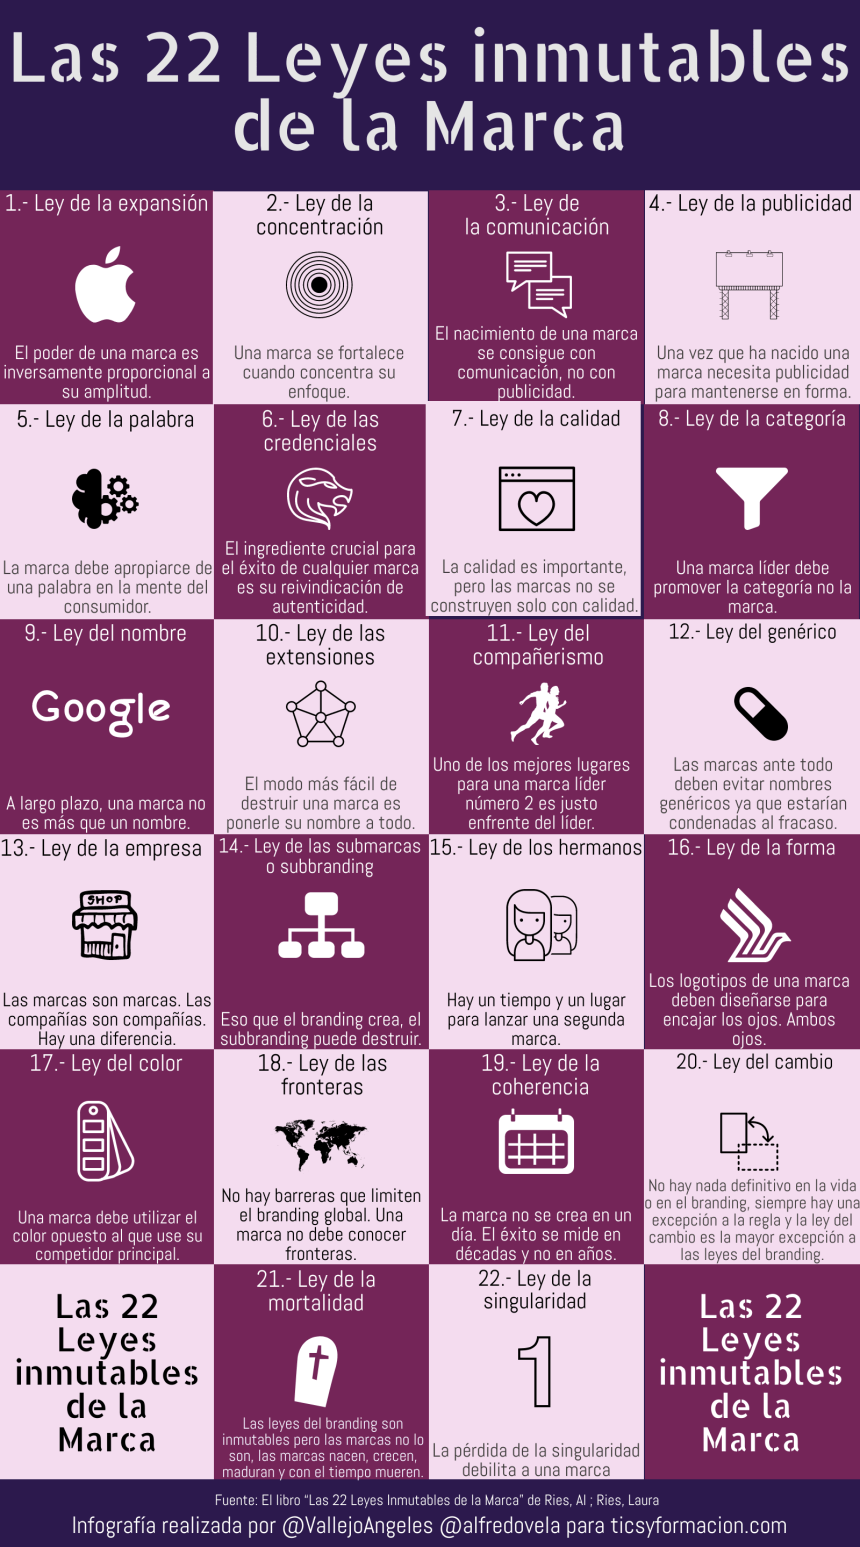 Las 22 Leyes inmutables
de la Marca
1.- Ley de la expansión
El poder de una marca es
inversamente proporcional a
su amplitud.
2.- Ley de la
concentración
Una marca se fortalece
cuando concentra su
enfoque.
3.- Ley de
la comunicación
El nacimiento de una marca
se consigue con
comunicación, no con
publicidad.
4.- Ley de la publicidad
Una vez que ha nacido una
marca necesita publicidad
para mantenerse en forma.
5.- Ley de la palabra
La marca debe apropiarce de
una palabra en la mente del
consumidor.
6.- Ley de las
credenciales
El ingrediente crucial para
el éxito de cualquier marca
es su reivindicación de
autenticidad.
7.- Ley de la calidad
La calidad es importante,
pero las marcas no se
construyen solo con calidad.
8.- Ley de la categoría
Una marca líder debe
promover la categoría no la
marca.
9.- Ley del nombre
Google
A largo plazo, una marca no
es más que un nombre.
10.- Ley de las
extensiones
El modo más fácil de
destruir una marca es
ponerle su nombre a todo.
11.- Ley del
compañerismo
Uno de los mejores lugares
para una marca líder
número 2 es justo
enfrente del líder.
12.- Ley del genérico
Las marcas ante todo
deben evitar nombres
genéricos ya que estarían
condenadas al fracaso.
13.- Ley de la empresa
SHOP
Las marcas son marcas. Las
compañías son compañías.
Hay una diferencia.
14.- Ley de las submarcas
o subbranding
Eso que el branding crea, el
subbranding puede destruir.
15.- Ley de los hermanos
Hay un tiempo y un lugar
para lanzar una segunda
marca.
16.- Ley de la forma
Los logotipos de una marca
deben diseñarse para
encajar los ojos. Ambos
ojos.
17.- Ley del color
Una marca debe utilizar el
color opuesto al que use su
competidor principal.
18.- Ley de las
fronteras
No hay barreras que limiten
el branding global. Una
marca no debe conocer
fronteras.
19.- Ley de la
coherencia
La marca no se crea en un
día. El éxito se mide en
décadas y no en años.
20.- Ley del cambio
No hay nada definitivo en la vida
o en el branding, siempre hay una
excepción a la regla y la ley del
cambio es la mayor excepción a
las leyes del branding.
Las 22
Leyes
inmutables
de la
Marca
21.- Ley de la
mortalidad
Las leyes del branding son
inmutables pero las marcas no lo
son, las marcas nacen, crecen,
maduran y con el tiempo mueren.
22.- Ley de la
singularidad
1
La pérdida de la singularidad
debilita a una marca
Las 22
Leyes
inmutables
de la
Marca
Fuente: El libro “Las 22 Leyes Inmutables de la Marca” de Ries, Al ; Ries, Laura
Infografía realizada por @VallejoAngeles @alfredovela para ticsyformacion.com